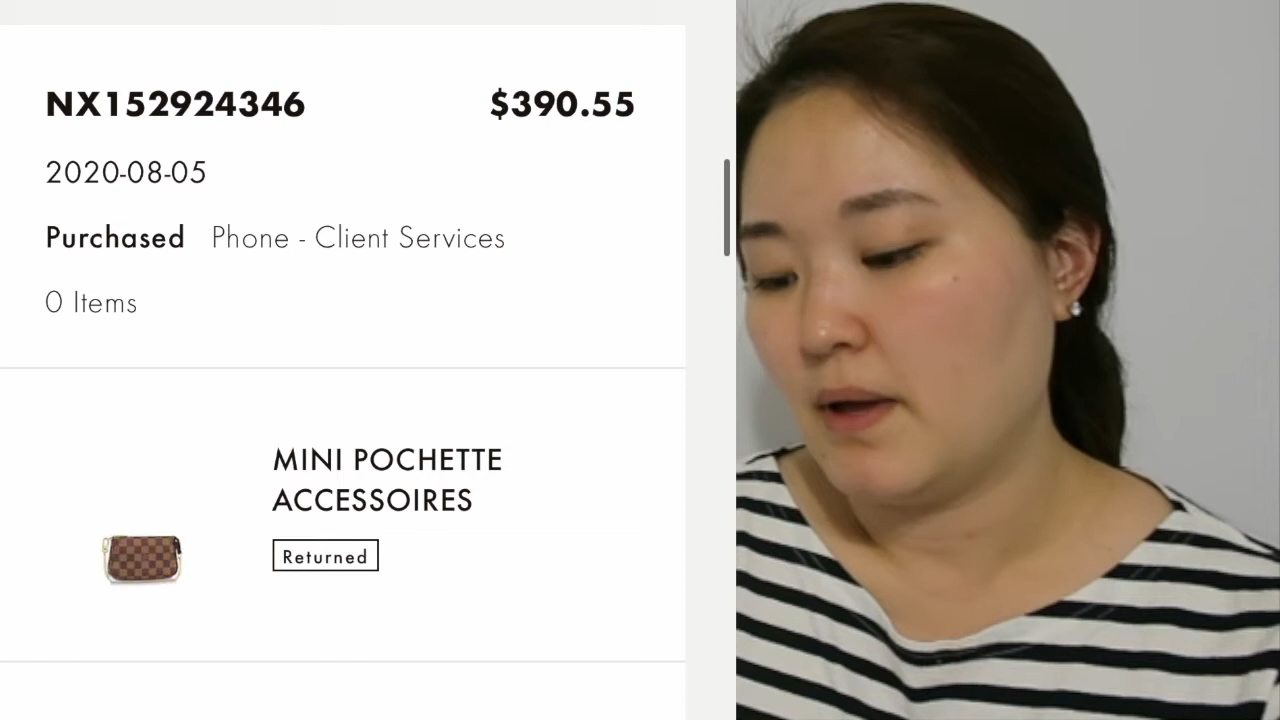 NX152924346 $390.55
2020-08-05
Purchased Phone - Client Services
0 Items
MINI POCHETTE
ACCESSOIRES
Returned